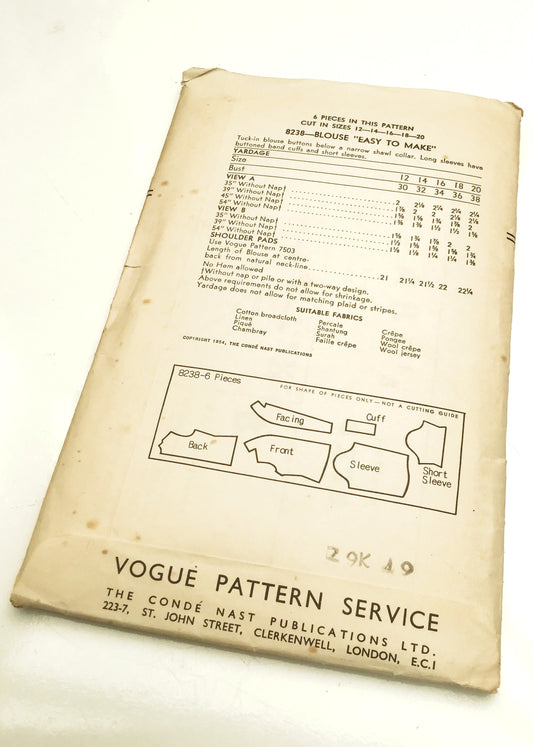 6 PIECES IN THIS PATTERN
CUT IN SIZES 12—14—16—18—20
8238—BLOUSE "EASY TO MAKE"
Tuck-in blouse buttons below a narrow shawl collar. Long sleeves have
buttoned band cuffs and short sleeves.
YARDAGE
Size 12 14 16 18 20
Bust 30 32 34 36 38
VIEW A
35" Without Nap†
39" Without Nap†
45" Without Nap†
54" Without Nap†
VIEW B
35" Without Nap†
39" Without Nap†
54" Without Nap†
SHOULDER PADS
Use Vogue Pattern 7503
Length of Blouse at centre-
back from natural neck-line 21 21¼ 21½ 22 22¼
No Hem allowed
†Without nap or pile or with a two-way design.
Above requirements do not allow for shrinkage.
Yardage does not allow for matching plaid or stripes.
SUITABLE FABRICS
Cotton broadcloth Percale Crêpe
Linen Shantung Pongee
Piqué Surah Wool crêpe
Chambray Faille crêpe Wool jersey
COPYRIGHT 1954, THE CONDÉ NAST PUBLICATIONS
8238-6 Pieces FOR SHAPE OF PIECES ONLY—NOT A CUTTING GUIDE
Facing Cuff
Back Front Sleeve Short
Sleeve
29K 49
VOGUE PATTERN SERVICE
THE CONDÉ NAST PUBLICATIONS LTD.
223-7, ST. JOHN STREET, CLERKENWELL, LONDON, E.C.1